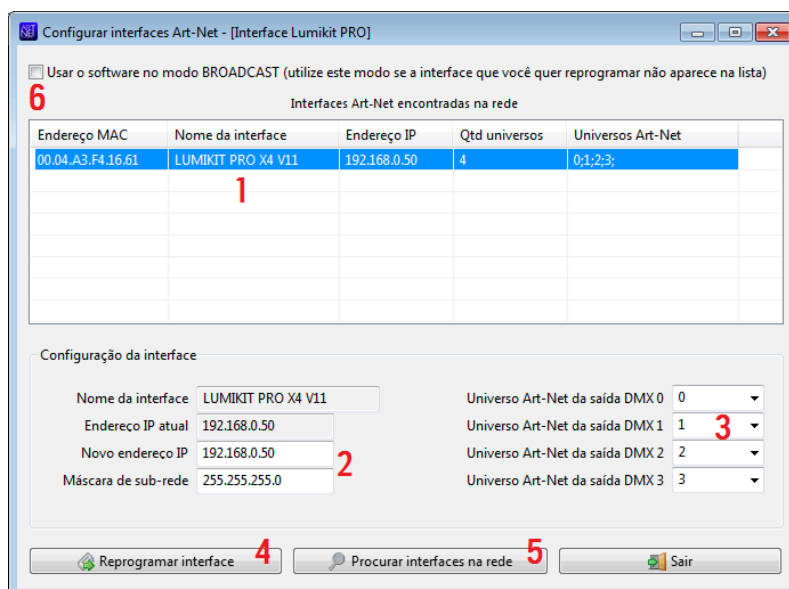 Configurar interfaces Art-Net - [Interface Lumikit PRO]
Usar o software no modo BROADCAST (utilize este modo se a interface que você quer reprogramar não aparece na lista)
6
Interfaces Art-Net encontradas na rede
Endereço MAC Nome da interface Endereço IP Qtd universos Universos Art-Net
00.04.A3.F4.16.61 LUMIKIT PRO X4 V11 192.168.0.50 4 0;1;2;3;
1
Configuração da interface
Nome da interface LUMIKIT PRO X4 V11 Universo Art-Net da saída DMX 0 0
Endereço IP atual 192.168.0.50 Universo Art-Net da saída DMX 1 1 3
Novo endereço IP 192.168.0.50 2 Universo Art-Net da saída DMX 2 2
Máscara de sub-rede 255.255.255.0 Universo Art-Net da saída DMX 3 3
Reprogramar interface 4 Procurar interfaces na rede 5 Sair